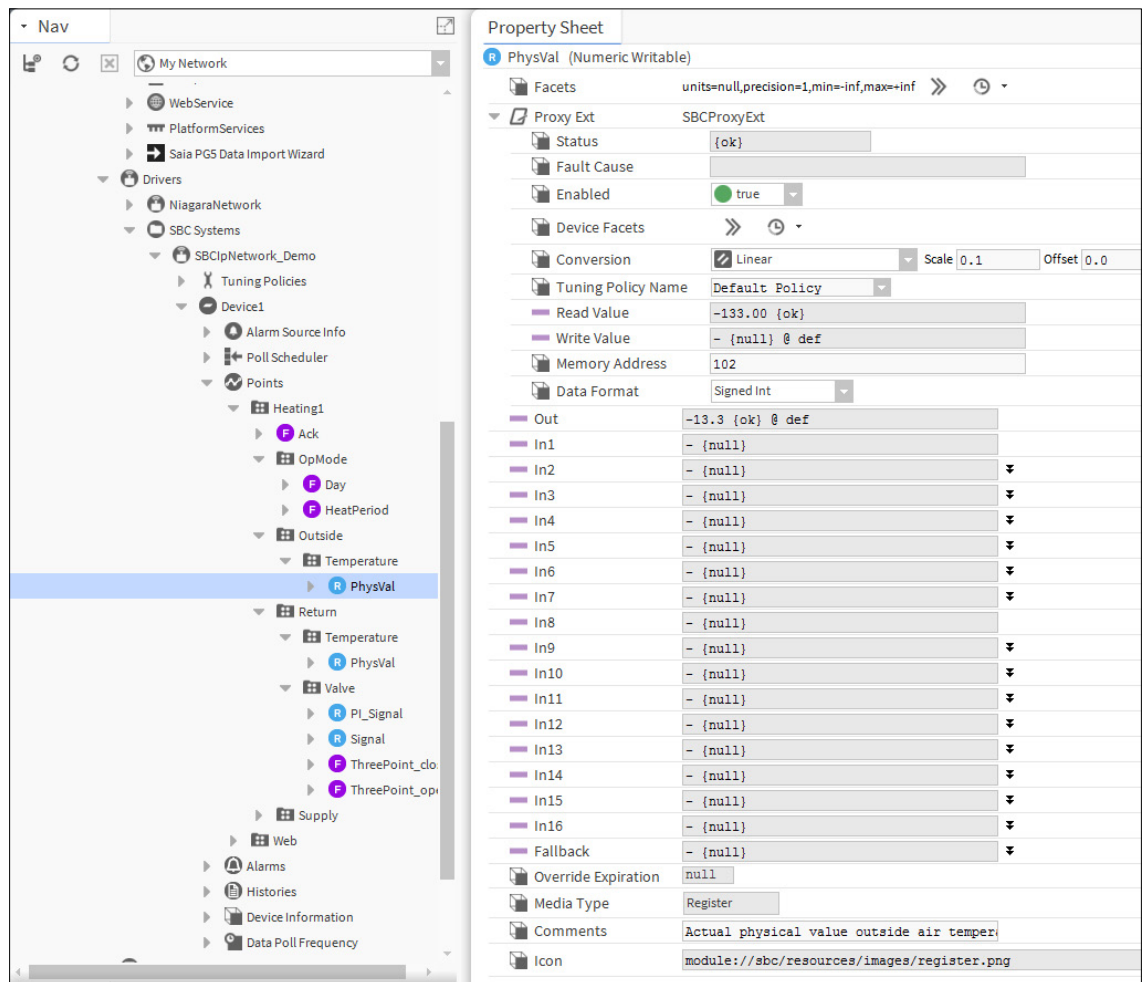 Nav
My Network
WebService
PlatformServices
Saia PG5 Data Import Wizard
Drivers
NiagaraNetwork
SBC Systems
SBCIpNetwork_Demo
Tuning Policies
Device1
Alarm Source Info
Poll Scheduler
Points
Heating1
F Ack
OpMode
F Day
F HeatPeriod
Outside
Temperature
R PhysVal
Return
Temperature
R PhysVal
Valve
R PI_Signal
R Signal
F ThreePoint_clo
F ThreePoint_ope
Supply
Web
Alarms
Histories
Device Information
Data Poll Frequency
Property Sheet
R PhysVal (Numeric Writable)
Facets units=null,precision=1,min=-inf,max=+inf
Proxy Ext SBCProxyExt
Status {ok}
Fault Cause
Enabled true
Device Facets
Conversion Linear Scale 0.1 Offset 0.0
Tuning Policy Name Default Policy
Read Value -133.00 {ok}
Write Value - {null} @ def
Memory Address 102
Data Format Signed Int
Out -13.3 {ok} @ def
In1 - {null}
In2 - {null}
In3 - {null}
In4 - {null}
In5 - {null}
In6 - {null}
In7 - {null}
In8 - {null}
In9 - {null}
In10 - {null}
In11 - {null}
In12 - {null}
In13 - {null}
In14 - {null}
In15 - {null}
In16 - {null}
Fallback - {null}
Override Expiration null
Media Type Register
Comments Actual physical value outside air tempera
Icon module://sbc/resources/images/register.png